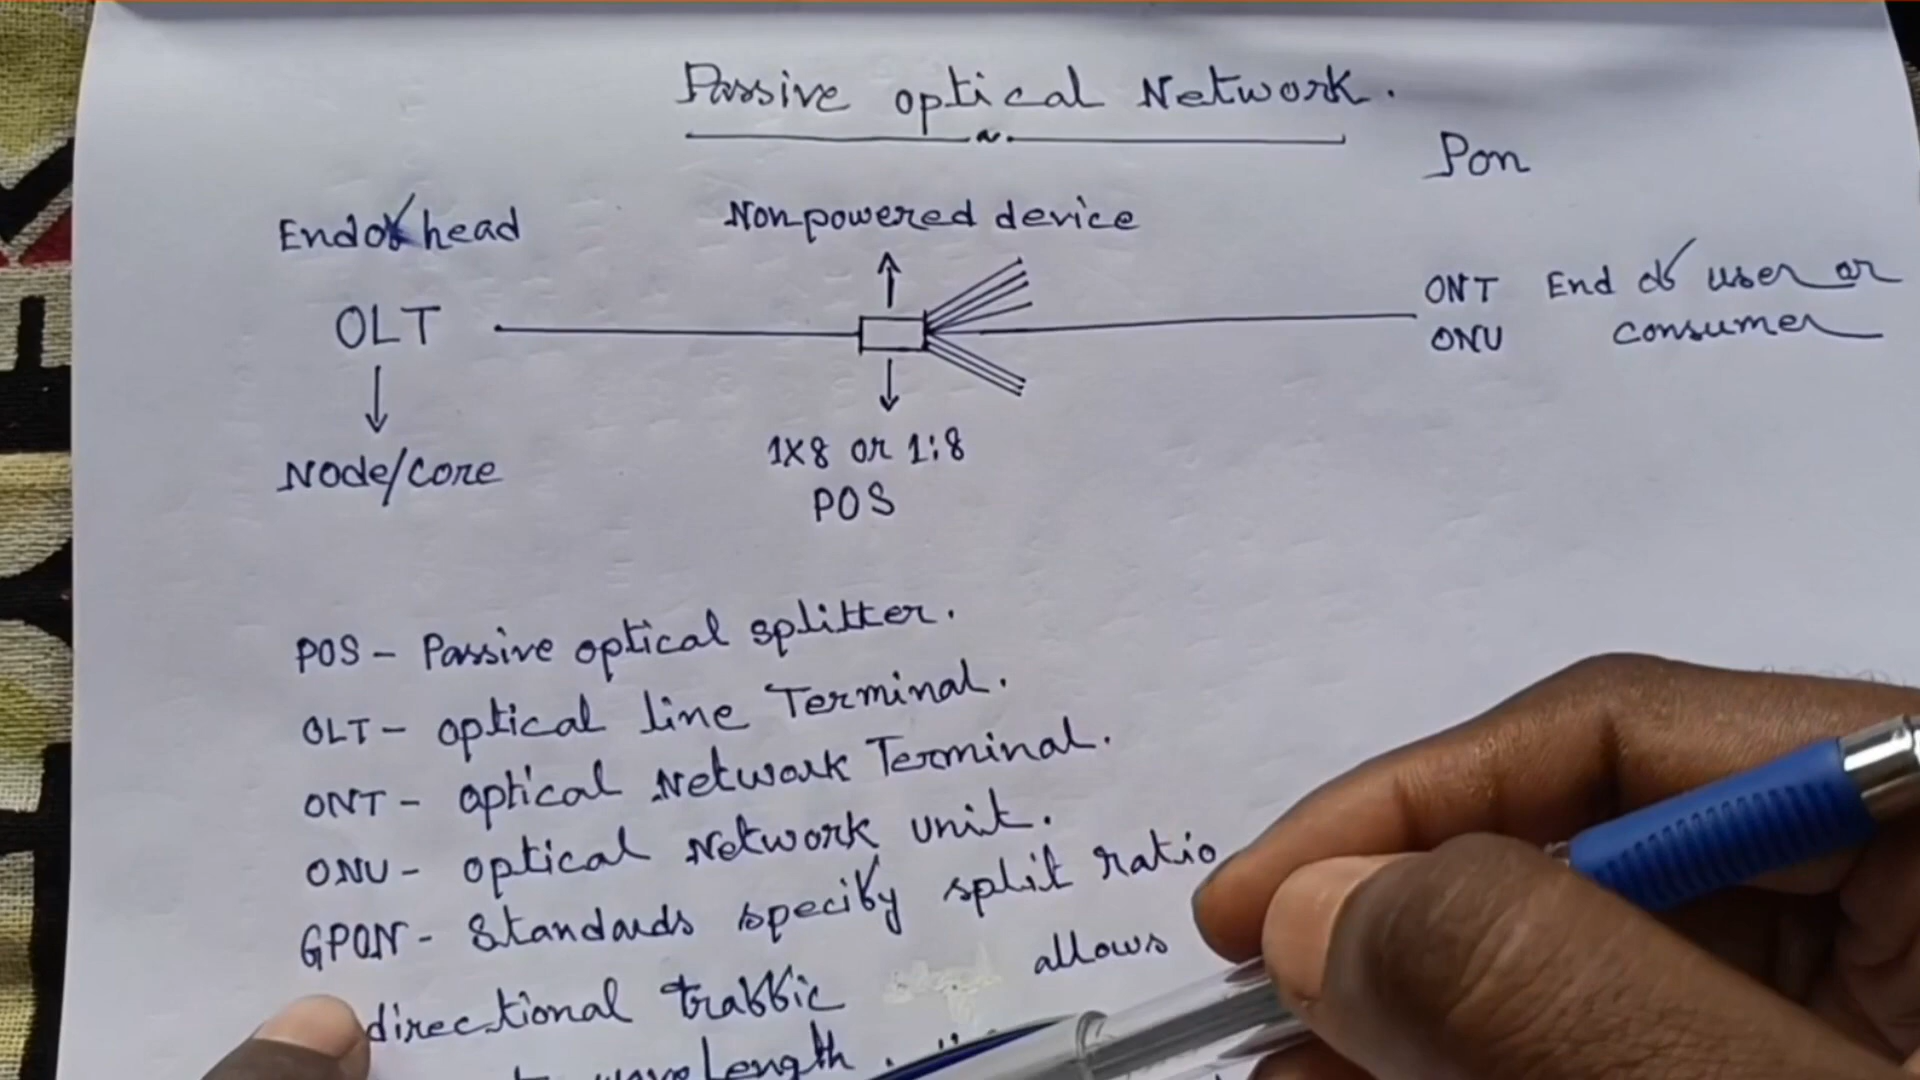 Passive optical Network.
Pon
End of head
Non powered device
OLT
ONT End of user or
ONU consumer
Node/core
1x8 or 1:8
POS
POS - Passive optical splitter.
OLT - optical line Terminal.
ONT - optical Network Terminal.
ONU - optical Network unit.
GPON - Standards specify split ratio
directional traffic allows
wavelength.